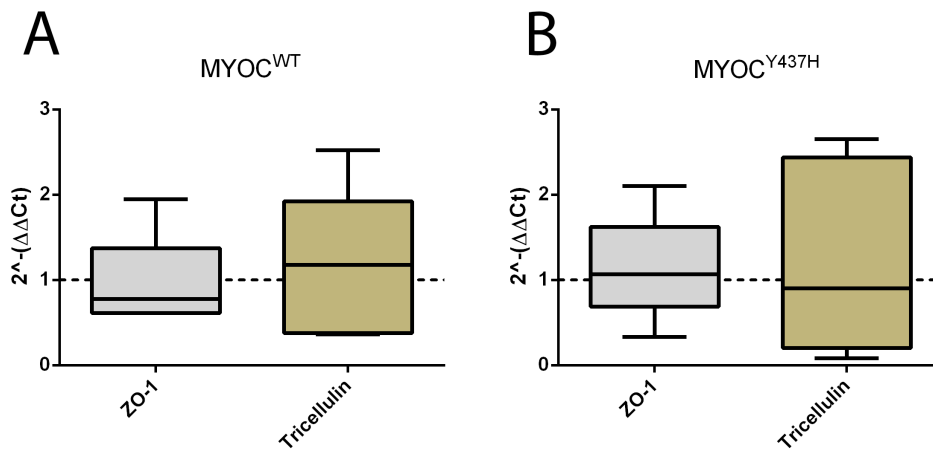 A
MYOC^WT
2^-(ΔΔCt)
3
2
1
0
ZO-1
Tricellulin
B
MYOC^Y437H
2^-(ΔΔCt)
3
2
1
0
ZO-1
Tricellulin